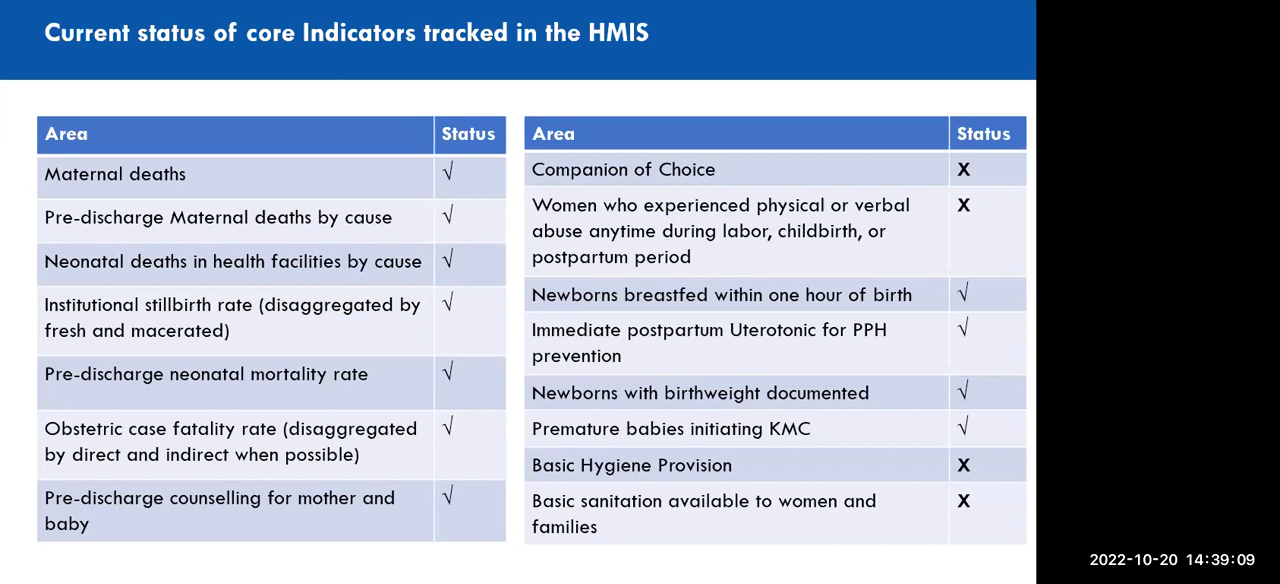 Current status of core Indicators tracked in the HMIS
Area Status
Maternal deaths √
Pre-discharge Maternal deaths by cause √
Neonatal deaths in health facilities by cause √
Institutional stillbirth rate (disaggregated by √
fresh and macerated)
Pre-discharge neonatal mortality rate √
Obstetric case fatality rate (disaggregated √
by direct and indirect when possible)
Pre-discharge counselling for mother and √
baby
Area Status
Companion of Choice X
Women who experienced physical or verbal X
abuse anytime during labor, childbirth, or
postpartum period
Newborns breastfed within one hour of birth √
Immediate postpartum Uterotonic for PPH √
prevention
Newborns with birthweight documented √
Premature babies initiating KMC √
Basic Hygiene Provision X
Basic sanitation available to women and X
families
2022-10-20 14:39:09